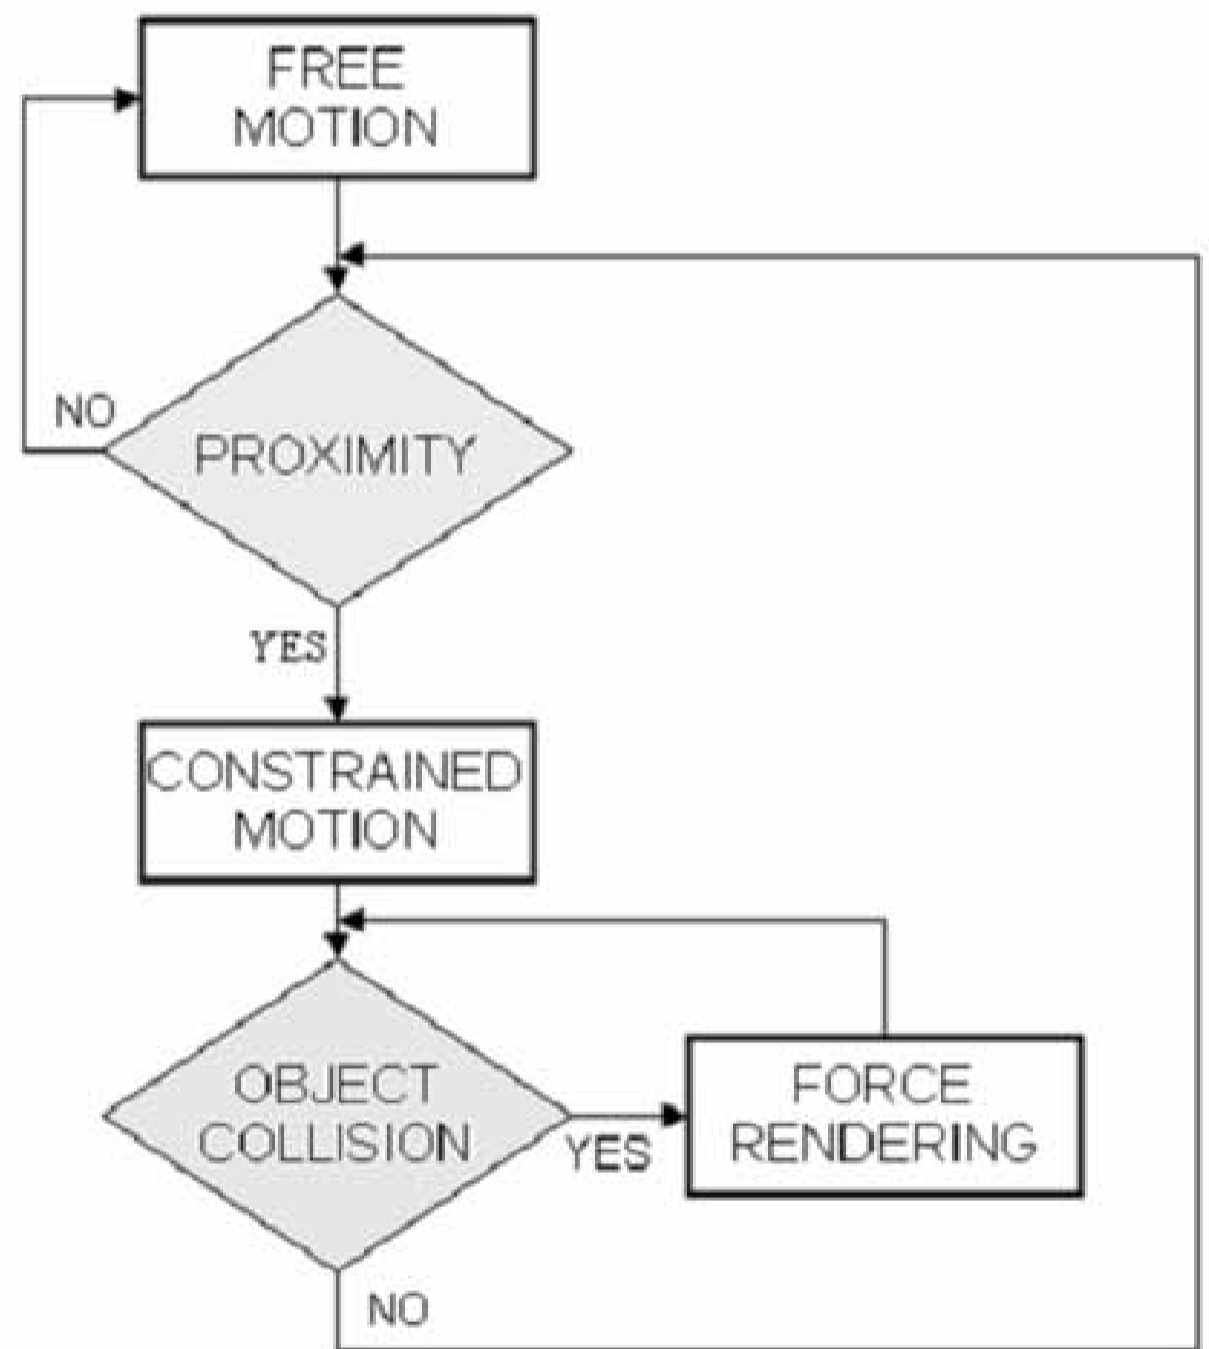 FREE
MOTION
NO
PROXIMITY
YES
CONSTRAINED
MOTION
OBJECT
COLLISION
YES
FORCE
RENDERING
NO